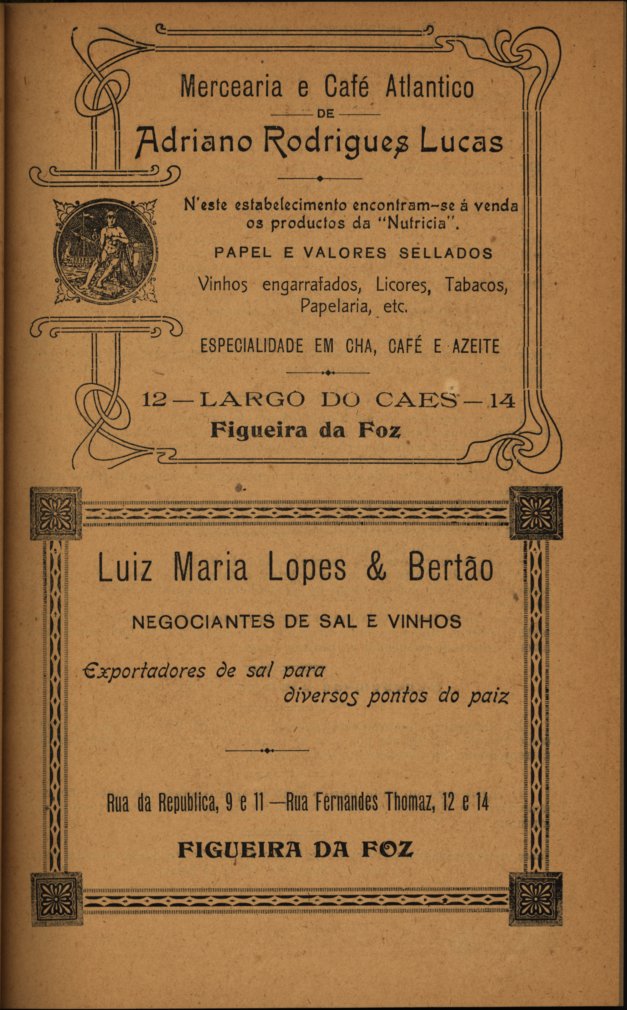 Mercearia e Café Atlantico
DE
Adriano Rodrigues Lucas
N'este estabelecimento encontram-se á venda
os productos da "Nutricia".
PAPEL E VALORES SELLADOS
Vinhos engarrafados, Licores, Tabacos,
Papelaria, etc.
ESPECIALIDADE EM CHA, CAFÉ E AZEITE
12 — LARGO DO CAES — 14
Figueira da Foz
Luiz Maria Lopes & Bertão
NEGOCIANTES DE SAL E VINHOS
Exportadores de sal para
diversos pontos do paiz
Rua da Republica, 9 e 11 — Rua Fernandes Thomaz, 12 e 14
FIGUEIRA DA FOZ